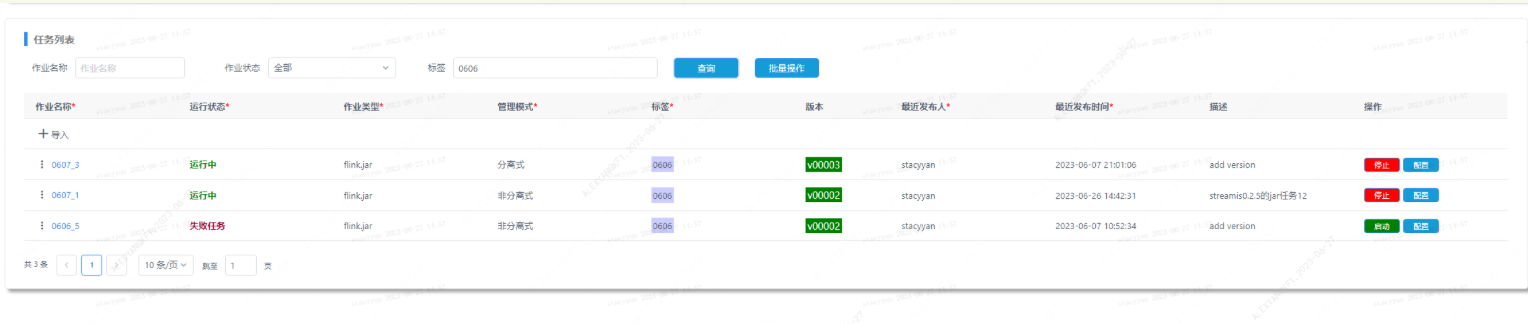 任务列表
作业名称 作业名称 作业状态 全部 标签 0606 查询 批量操作
作业名称* 运行状态* 作业类型* 管理模式* 标签* 版本 最近发布人* 最近发布时间* 描述 操作
导入
0607_3 运行中 flink.jar 分离式 0606 v00003 stacyyan 2023-06-07 21:01:06 add version 停止 配置
0607_1 运行中 flink.jar 非分离式 0606 v00002 stacyyan 2023-06-26 14:42:31 streamis0.2.5的jar任务12 停止 配置
0606_5 失败任务 flink.jar 非分离式 0606 v00002 stacyyan 2023-06-07 10:52:34 add version 启动 配置
共 3 条 < 1 > 10 条/页 跳至 1 页